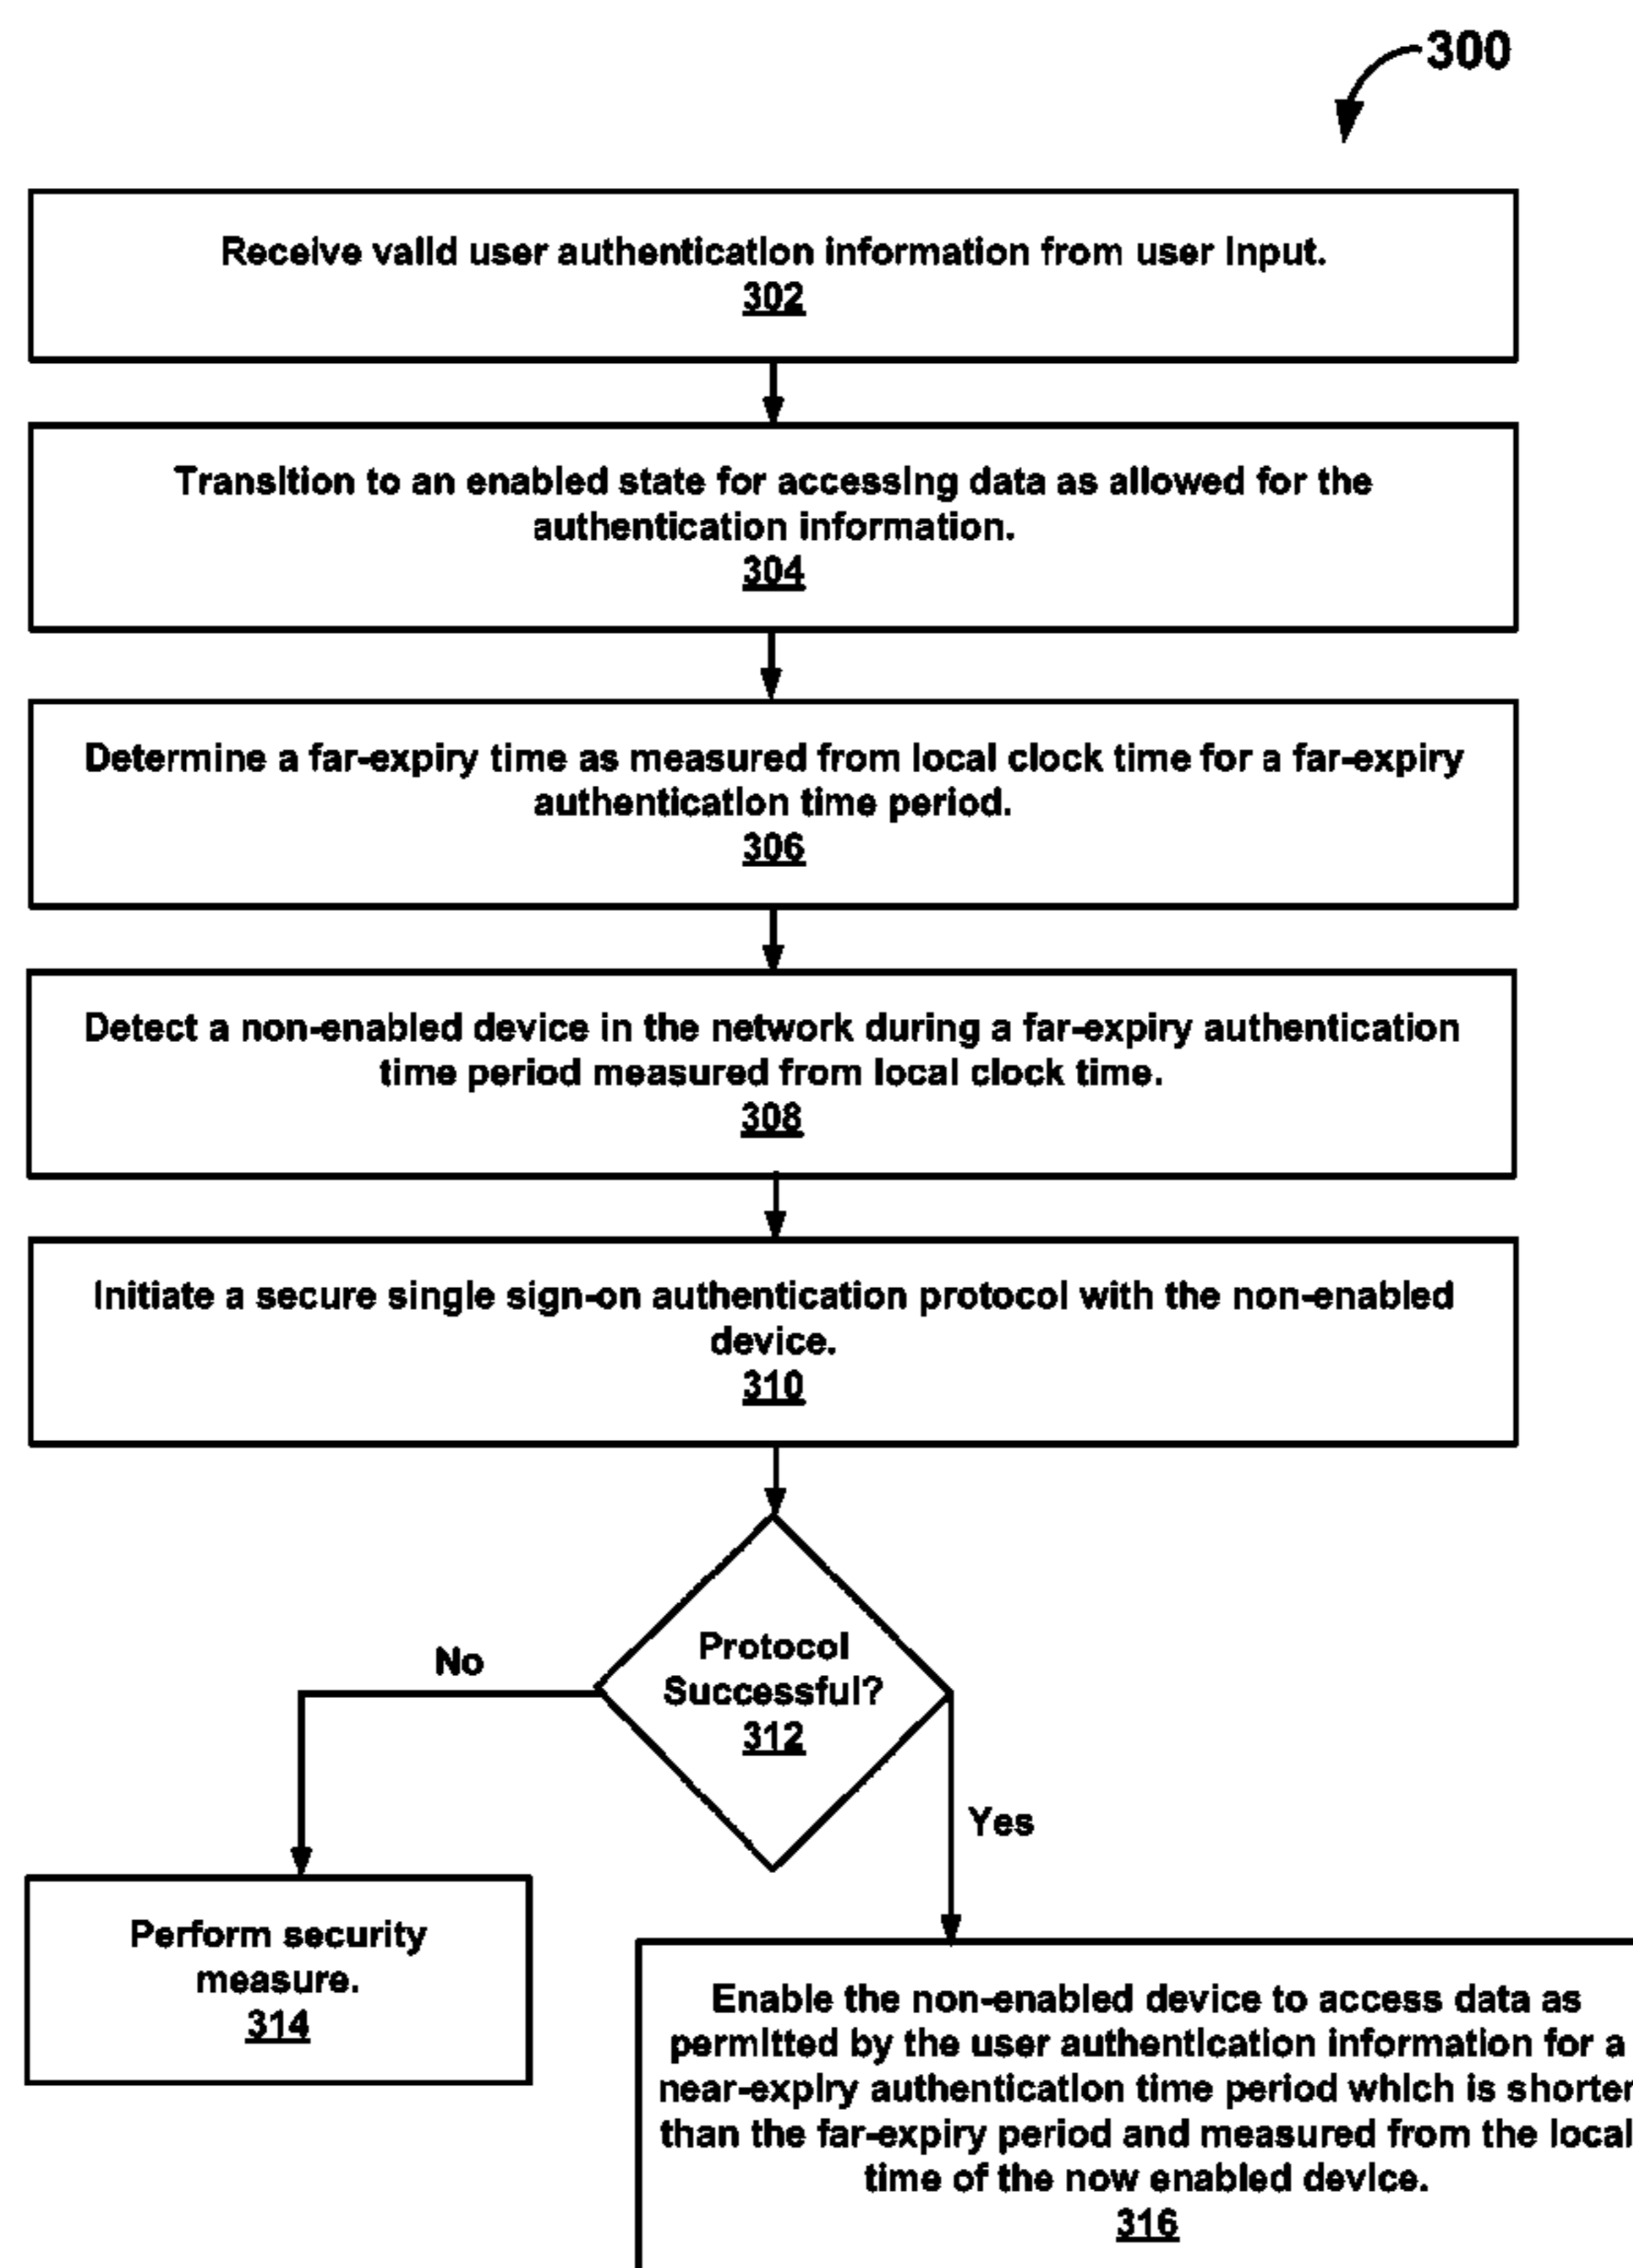 300
Receive valid user authentication information from user input.
302
Transition to an enabled state for accessing data as allowed for the
authentication information.
304
Determine a far-expiry time as measured from local clock time for a far-expiry
authentication time period.
306
Detect a non-enabled device in the network during a far-expiry authentication
time period measured from local clock time.
308
Initiate a secure single sign-on authentication protocol with the non-enabled
device.
310
Protocol
Successful?
312
No
Yes
Perform security
measure.
314
Enable the non-enabled device to access data as
permitted by the user authentication information for a
near-expiry authentication time period which is shorter
than the far-expiry period and measured from the local
time of the now enabled device.
316